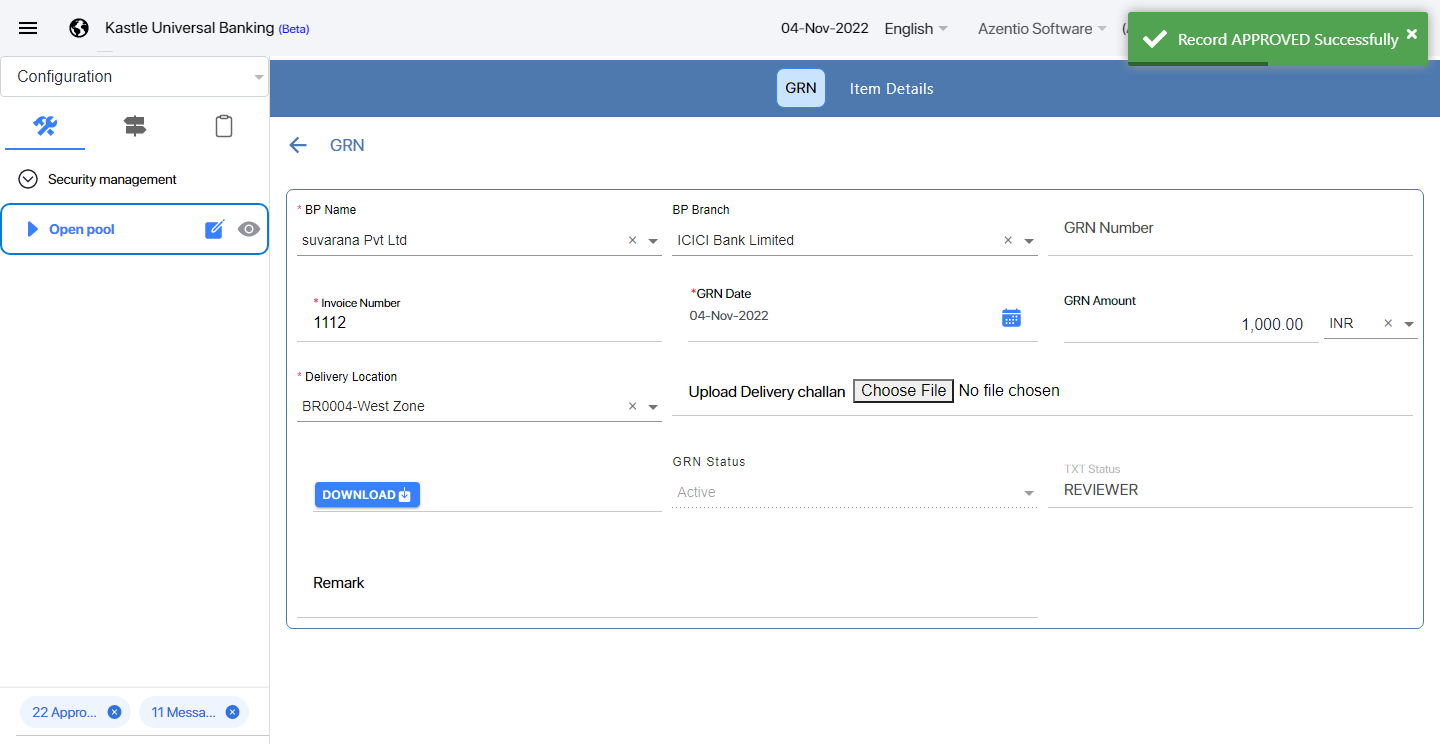 Kastle Universal Banking (Beta)
04-Nov-2022
English
Azentio Software
Record APPROVED Successfully
Configuration
GRN
Item Details
Security management
Open pool
GRN
* BP Name
suvarana Pvt Ltd
BP Branch
ICICI Bank Limited
GRN Number
* Invoice Number
1112
*GRN Date
04-Nov-2022
GRN Amount
1,000.00
INR
* Delivery Location
BR0004-West Zone
Upload Delivery challan Choose File No file chosen
DOWNLOAD
GRN Status
Active
TXT Status
REVIEWER
Remark
22 Appro...
11 Messa...